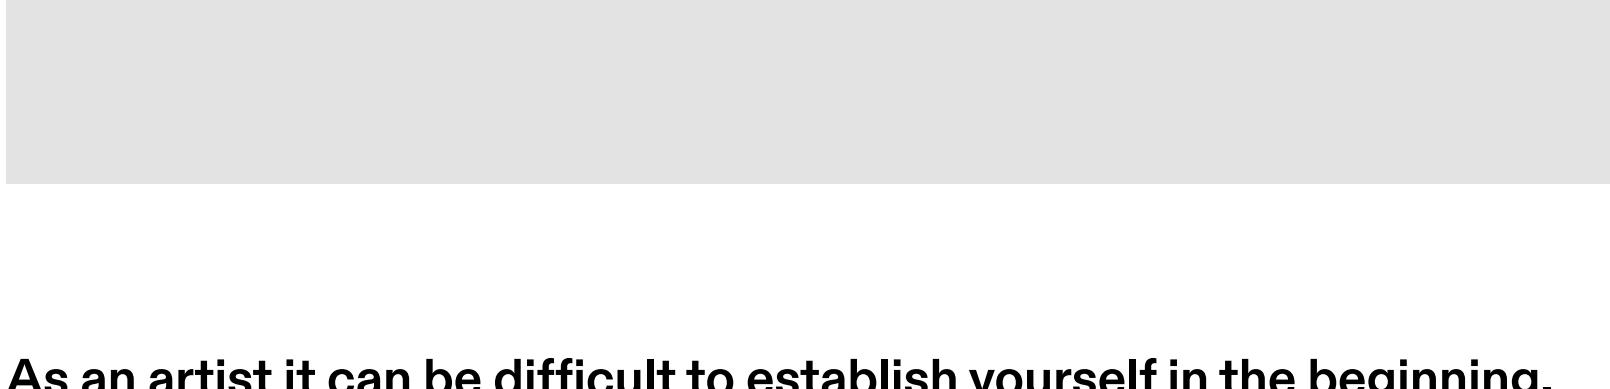 As an artist it can be difficult to establish yourself in the beginning.